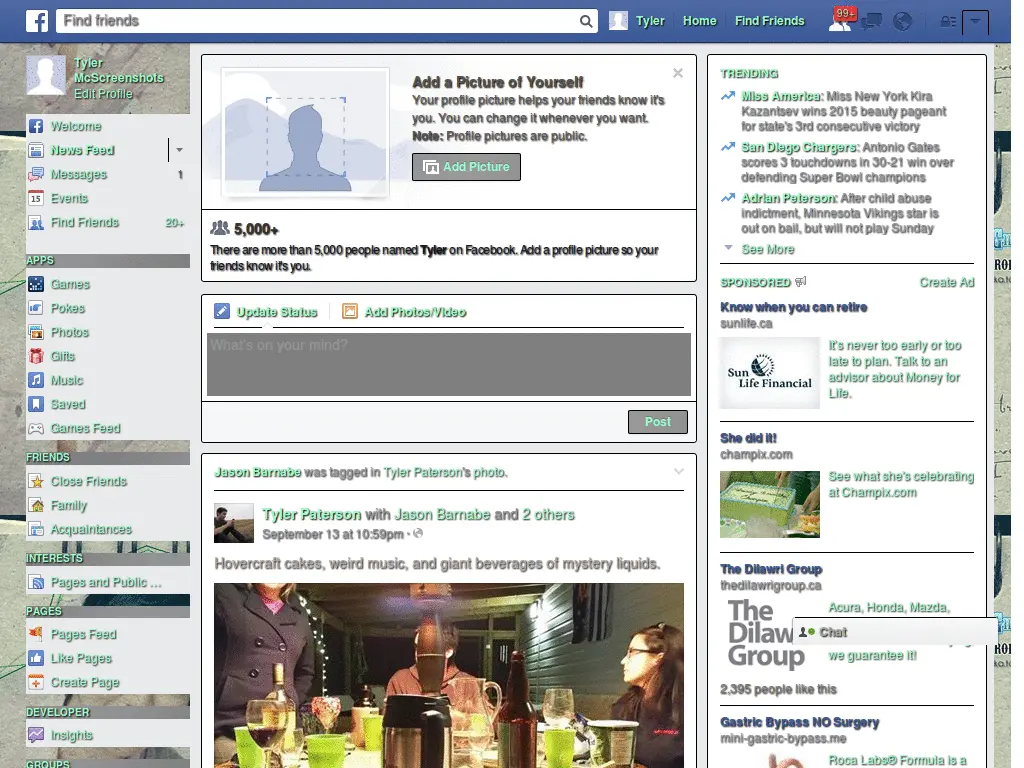 Find friends
Tyler
Home
Find Friends
99+
Tyler
McScreenshots
Edit Profile
Welcome
News Feed
Messages
1
15
Events
Find Friends
20+
APPS
Games
Pokes
Photos
Gifts
Music
Saved
Games Feed
FRIENDS
Close Friends
Family
Acquaintances
INTERESTS
Pages and Public ...
PAGES
Pages Feed
Like Pages
Create Page
DEVELOPER
Insights
GROUPS
Add a Picture of Yourself
Your profile picture helps your friends know it's
you. You can change it whenever you want.
Note: Profile pictures are public.
Add Picture
5,000+
There are more than 5,000 people named Tyler on Facebook. Add a profile picture so your
friends know it's you.
Update Status
Add Photos/Video
What's on your mind?
Post
Jason Barnabe was tagged in Tyler Paterson's photo.
Tyler Paterson with Jason Barnabe and 2 others
September 13 at 10:59pm ·
Hovercraft cakes, weird music, and giant beverages of mystery liquids.
TRENDING
Miss America: Miss New York Kira
Kazantsev wins 2015 beauty pageant
for state's 3rd consecutive victory
San Diego Chargers: Antonio Gates
scores 3 touchdowns in 30-21 win over
defending Super Bowl champions
Adrian Peterson: After child abuse
indictment, Minnesota Vikings star is
out on bail, but will not play Sunday
See More
SPONSORED
Create Ad
Know when you can retire
sunlife.ca
Sun
Life Financial
It's never too early or too
late to plan. Talk to an
advisor about Money for
Life.
She did it!
champix.com
See what she's celebrating
at Champix.com
The Dilawri Group
thedilawrigroup.ca
The
Dilaw
Group
Acura, Honda, Mazda,
we guarantee it!
Chat
2,395 people like this
Gastric Bypass NO Surgery
mini-gastric-bypass.me
Roca Labs® Formula is a